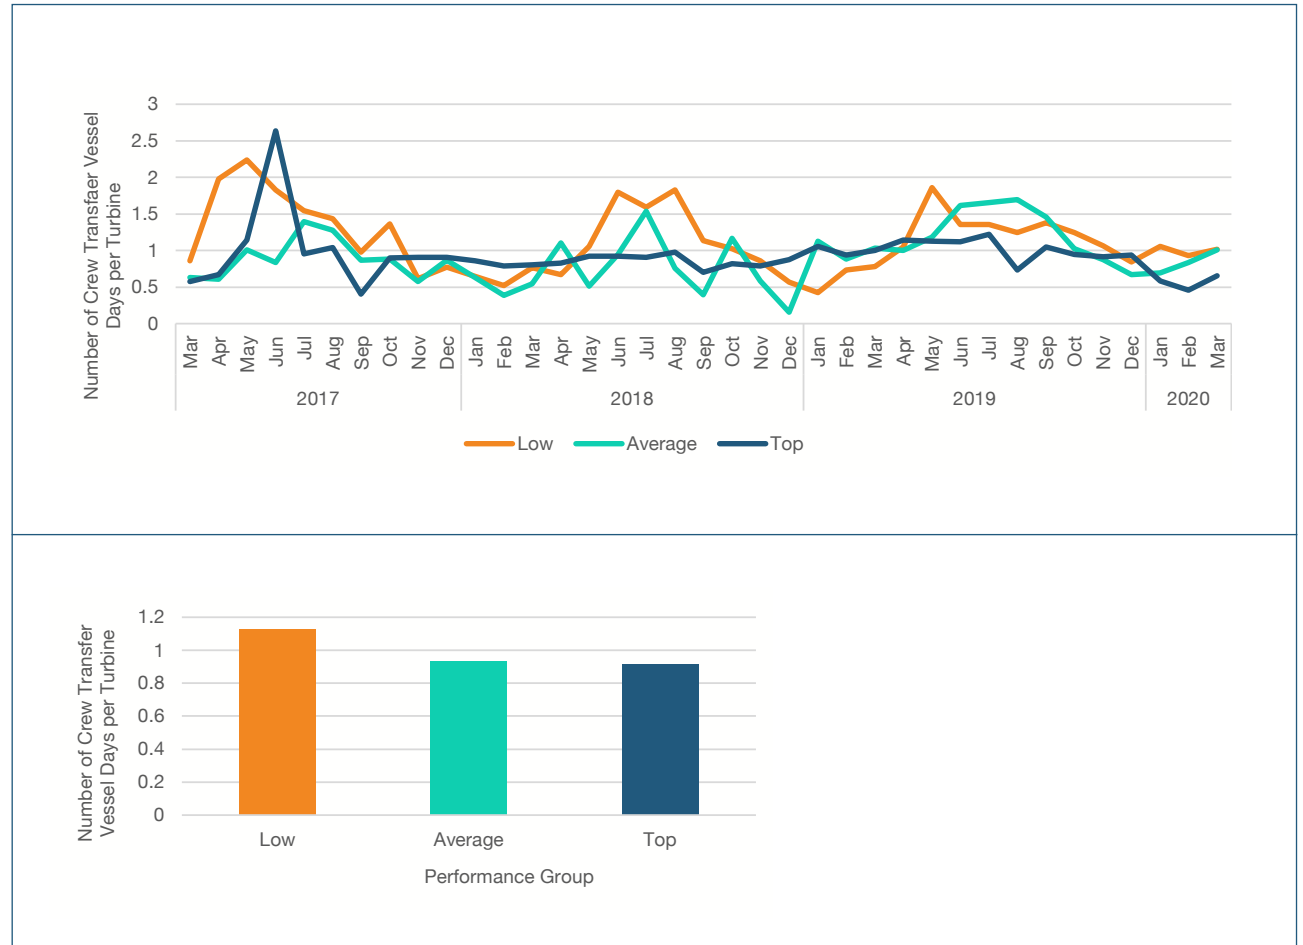 Number of Crew Transfaer Vessel
Days per Turbine
3
2.5
2
1.5
1
0.5
0
Mar Apr May Jun Jul Aug Sep Oct Nov Dec Jan Feb Mar Apr May Jun Jul Aug Sep Oct Nov Dec Jan Feb Mar Apr May Jun Jul Aug Sep Oct Nov Dec Jan Feb Mar
2017 2018 2019 2020
Low Average Top
Number of Crew Transfer
Vessel Days per Turbine
1.2
1
0.8
0.6
0.4
0.2
0
Low Average Top
Performance Group